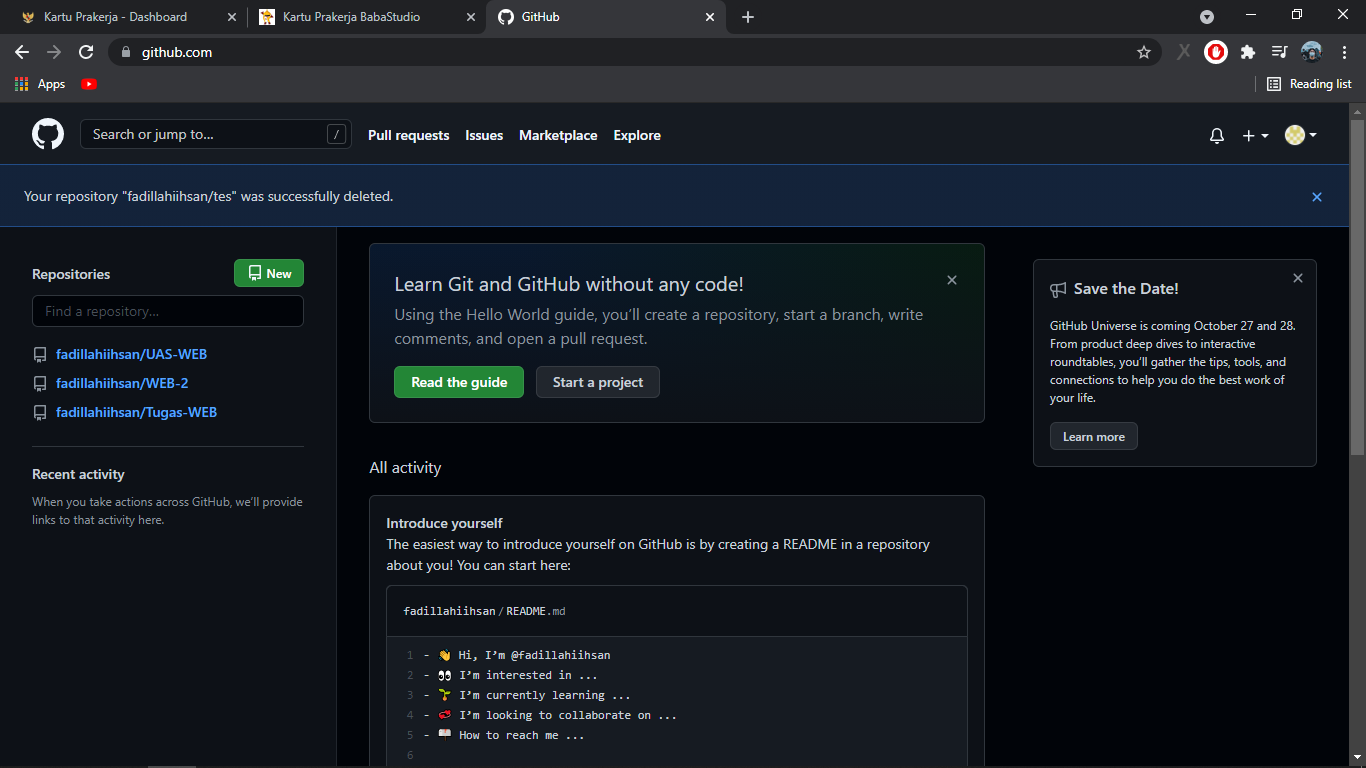 Kartu Prakerja - Dashboard
Kartu Prakerja BabaStudio
GitHub
github.com
Apps
Reading list
Search or jump to...
/
Pull requests
Issues
Marketplace
Explore
Your repository "fadillahiihsan/tes" was successfully deleted.
Repositories
New
Find a repository...
fadillahiihsan/UAS-WEB
fadillahiihsan/WEB-2
fadillahiihsan/Tugas-WEB
Recent activity
When you take actions across GitHub, we'll provide
links to that activity here.
Learn Git and GitHub without any code!
Using the Hello World guide, you'll create a repository, start a branch, write
comments, and open a pull request.
Read the guide
Start a project
All activity
Introduce yourself
The easiest way to introduce yourself on GitHub is by creating a README in a repository
about you! You can start here:
fadillahiihsan/README.md
1 - 👋 Hi, I'm @fadillahiihsan
2 - 👀 I'm interested in ...
3 - 🌱 I'm currently learning ...
4 - 💞️ I'm looking to collaborate on ...
5 - 📖 How to reach me ...
6
Save the Date!
GitHub Universe is coming October 27 and 28.
From product deep dives to interactive
roundtables, you'll gather the tips, tools, and
connections to help you do the best work of
your life.
Learn more